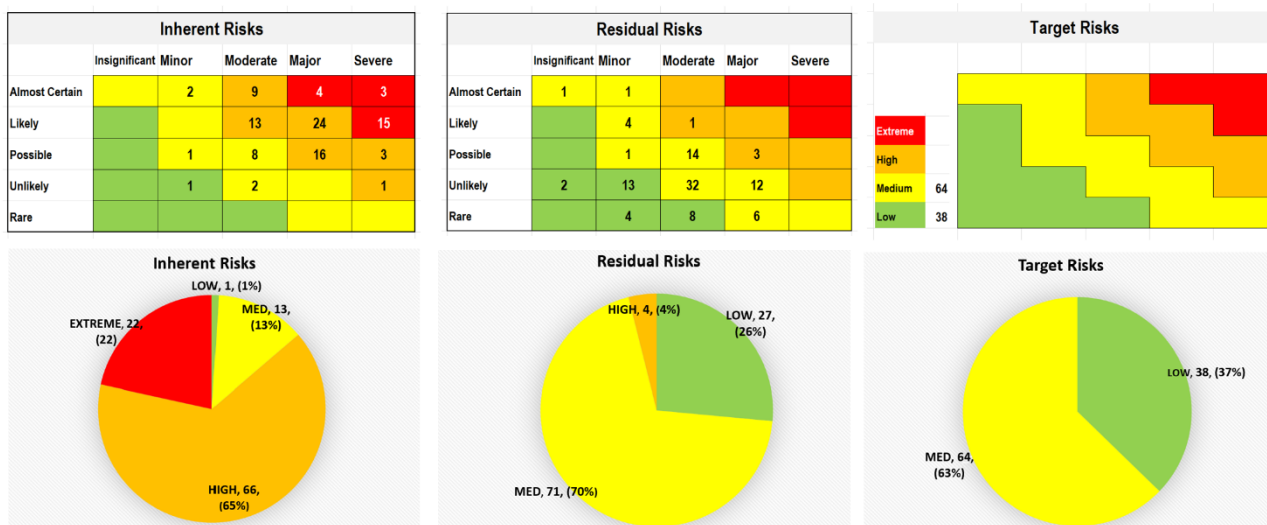 Inherent Risks
Insignificant Minor Moderate Major Severe
Almost Certain 2 9 4 3
Likely 13 24 15
Possible 1 8 16 3
Unlikely 1 2 1
Rare
Residual Risks
Insignificant Minor Moderate Major Severe
Almost Certain 1 1
Likely 4 1
Possible 1 14 3
Unlikely 2 13 32 12
Rare 4 8 6
Target Risks
Extreme
High
Medium 64
Low 38
Inherent Risks
LOW, 1, (1%)
MED, 13,
(13%)
EXTREME, 22,
(22)
HIGH, 66,
(65%)
Residual Risks
HIGH, 4, (4%)
LOW, 27,
(26%)
MED, 71, (70%)
Target Risks
LOW, 38, (37%)
MED, 64,
(63%)